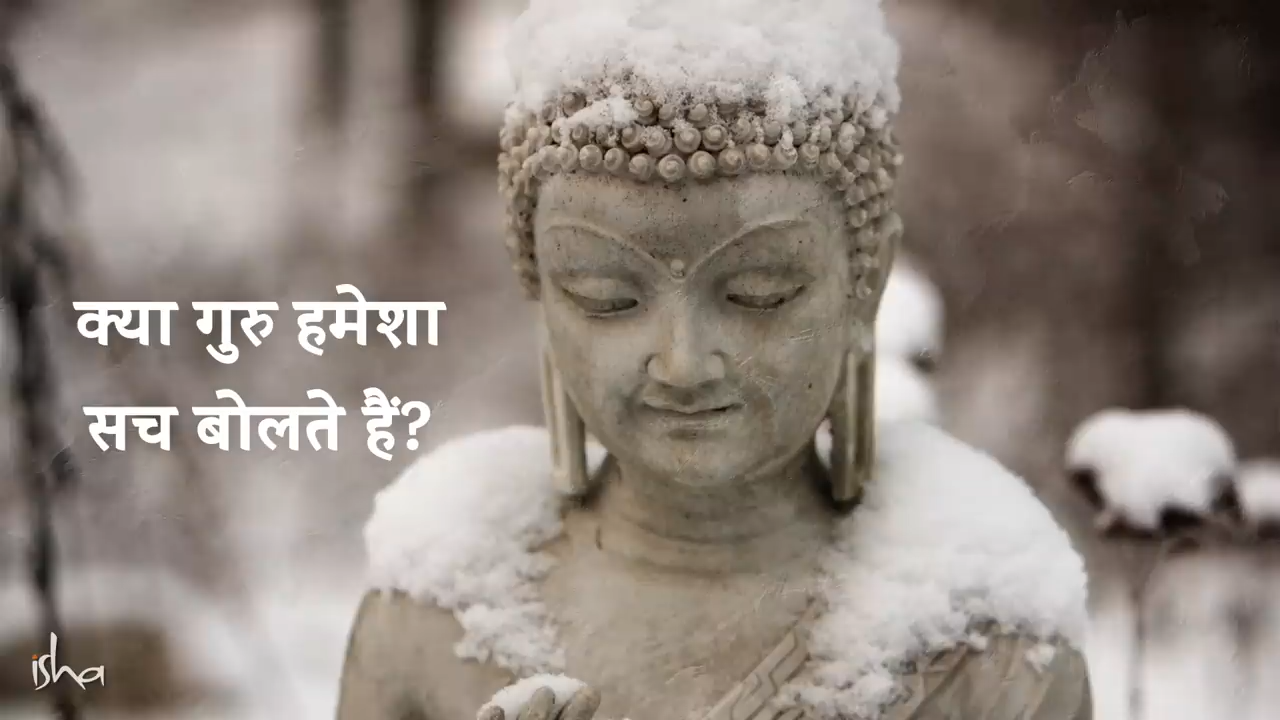 क्या गुरु हमेशा
सच बोलते हैं?
isha